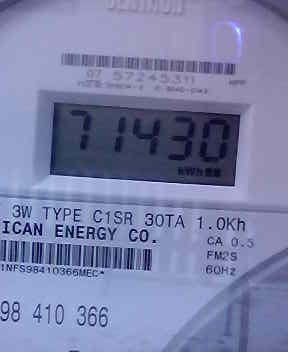 CENTRON
07 57245311
71430
kWh
3W TYPE C1SR 30TA 1.0Kh
ICAN ENERGY CO.
CA 0.5
FM2S
60Hz
1NFS98410366MEC*
98 410 366